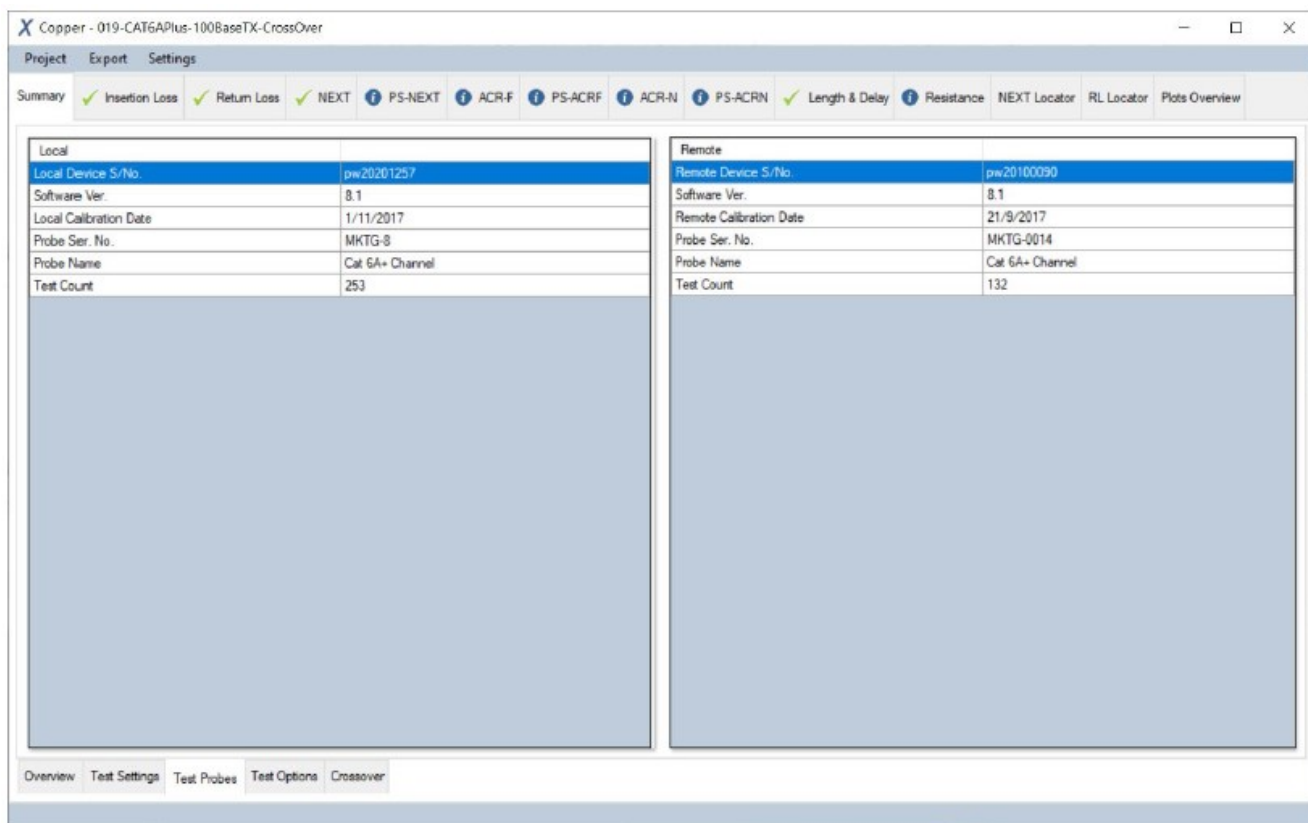 X Copper - 019-CAT6APlus-100BaseTX-CrossOver
Project Export Settings
Summary Insertion Loss Return Loss NEXT PS-NEXT ACR-F PS-ACRF ACR-N PS-ACRN Length & Delay Resistance NEXT Locator RL Locator Plots Overview
Local
Local Device S/No. pw20201257
Software Ver. 8.1
Local Calibration Date 1/11/2017
Probe Ser. No. MKTG-8
Probe Name Cat 6A+ Channel
Test Count 253
Remote
Remote Device S/No. pw20100090
Software Ver. 8.1
Remote Calibration Date 21/9/2017
Probe Ser. No. MKTG-0014
Probe Name Cat 6A+ Channel
Test Count 132
Overview Test Settings Test Probes Test Options Crossover